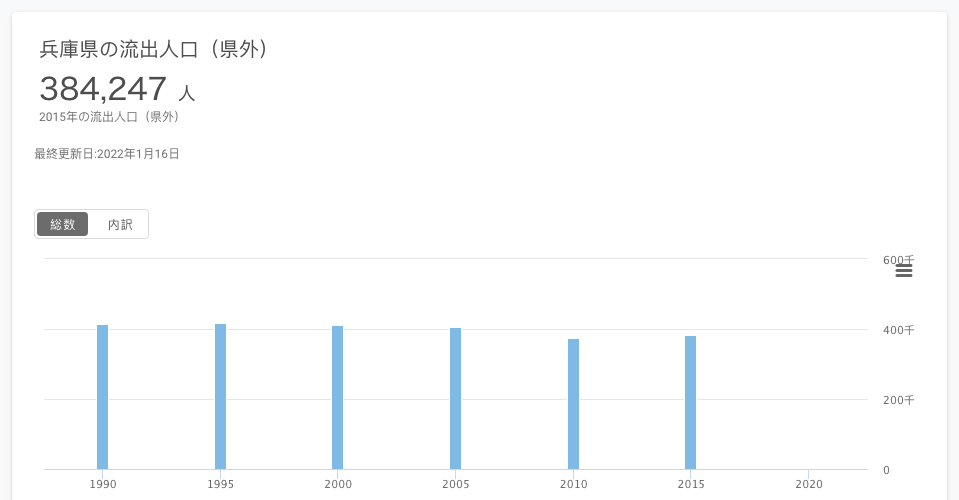 兵庫県の流出人口（県外）
384,247 人
2015年の流出人口（県外）
最終更新日:2022年1月16日
総数 内訳
600千
400千
200千
0
1990 1995 2000 2005 2010 2015 2020